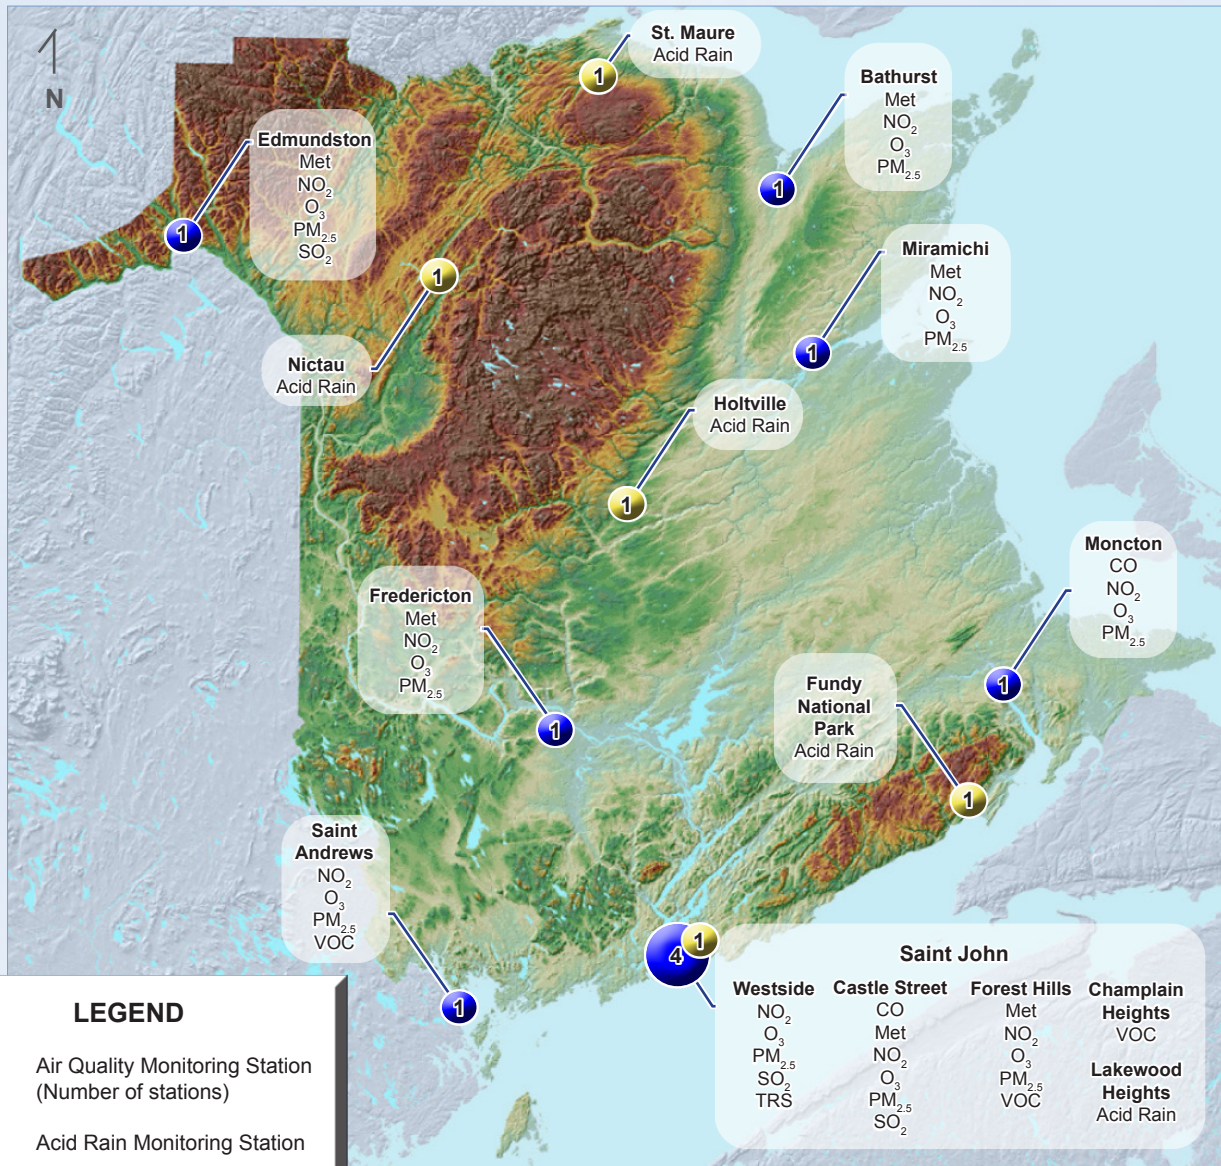 N
St. Maure
Acid Rain
1
Bathurst
Met
NO2
O3
PM2.5
1
Edmundston
Met
NO2
O3
PM2.5
SO2
1
Miramichi
Met
NO2
O3
PM2.5
1
Nictau
Acid Rain
1
Holtville
Acid Rain
1
Moncton
CO
NO2
O3
PM2.5
1
Fredericton
Met
NO2
O3
PM2.5
1
Fundy
National
Park
Acid Rain
1
Saint
Andrews
NO2
O3
PM2.5
VOC
1
4
1
Saint John
Westside
NO2
O3
PM2.5
SO2
TRS
Castle Street
CO
Met
NO2
O3
PM2.5
SO2
Forest Hills
Met
NO2
O3
PM2.5
VOC
Champlain
Heights
VOC
Lakewood
Heights
Acid Rain
LEGEND
Air Quality Monitoring Station
(Number of stations)
Acid Rain Monitoring Station